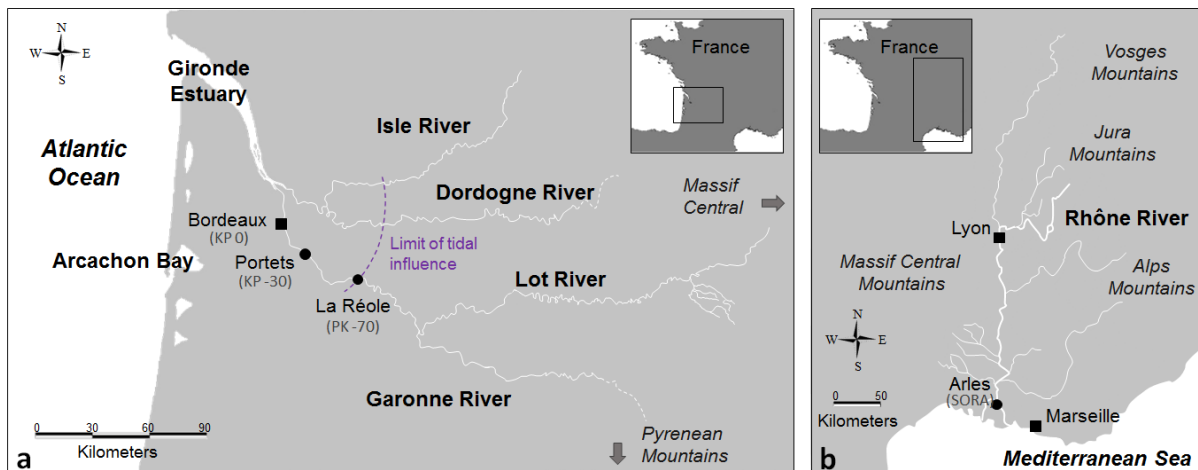 N
W E
S
Gironde
Estuary
Atlantic
Ocean
Isle River
Dordogne River
Massif
Central
Bordeaux
(KP 0)
Arcachon Bay
Portets
(KP -30)
Limit of tidal
influence
La Réole
(PK -70)
Lot River
Garonne River
Pyrenean
Mountains
0 30 60 90
Kilometers
a
France
France
Vosges
Mountains
Jura
Mountains
Rhône River
Lyon
Massif Central
Mountains
Alps
Mountains
N
W E
S
0 50
Kilometers
Arles
(SORA)
Marseille
Mediterranean Sea
b